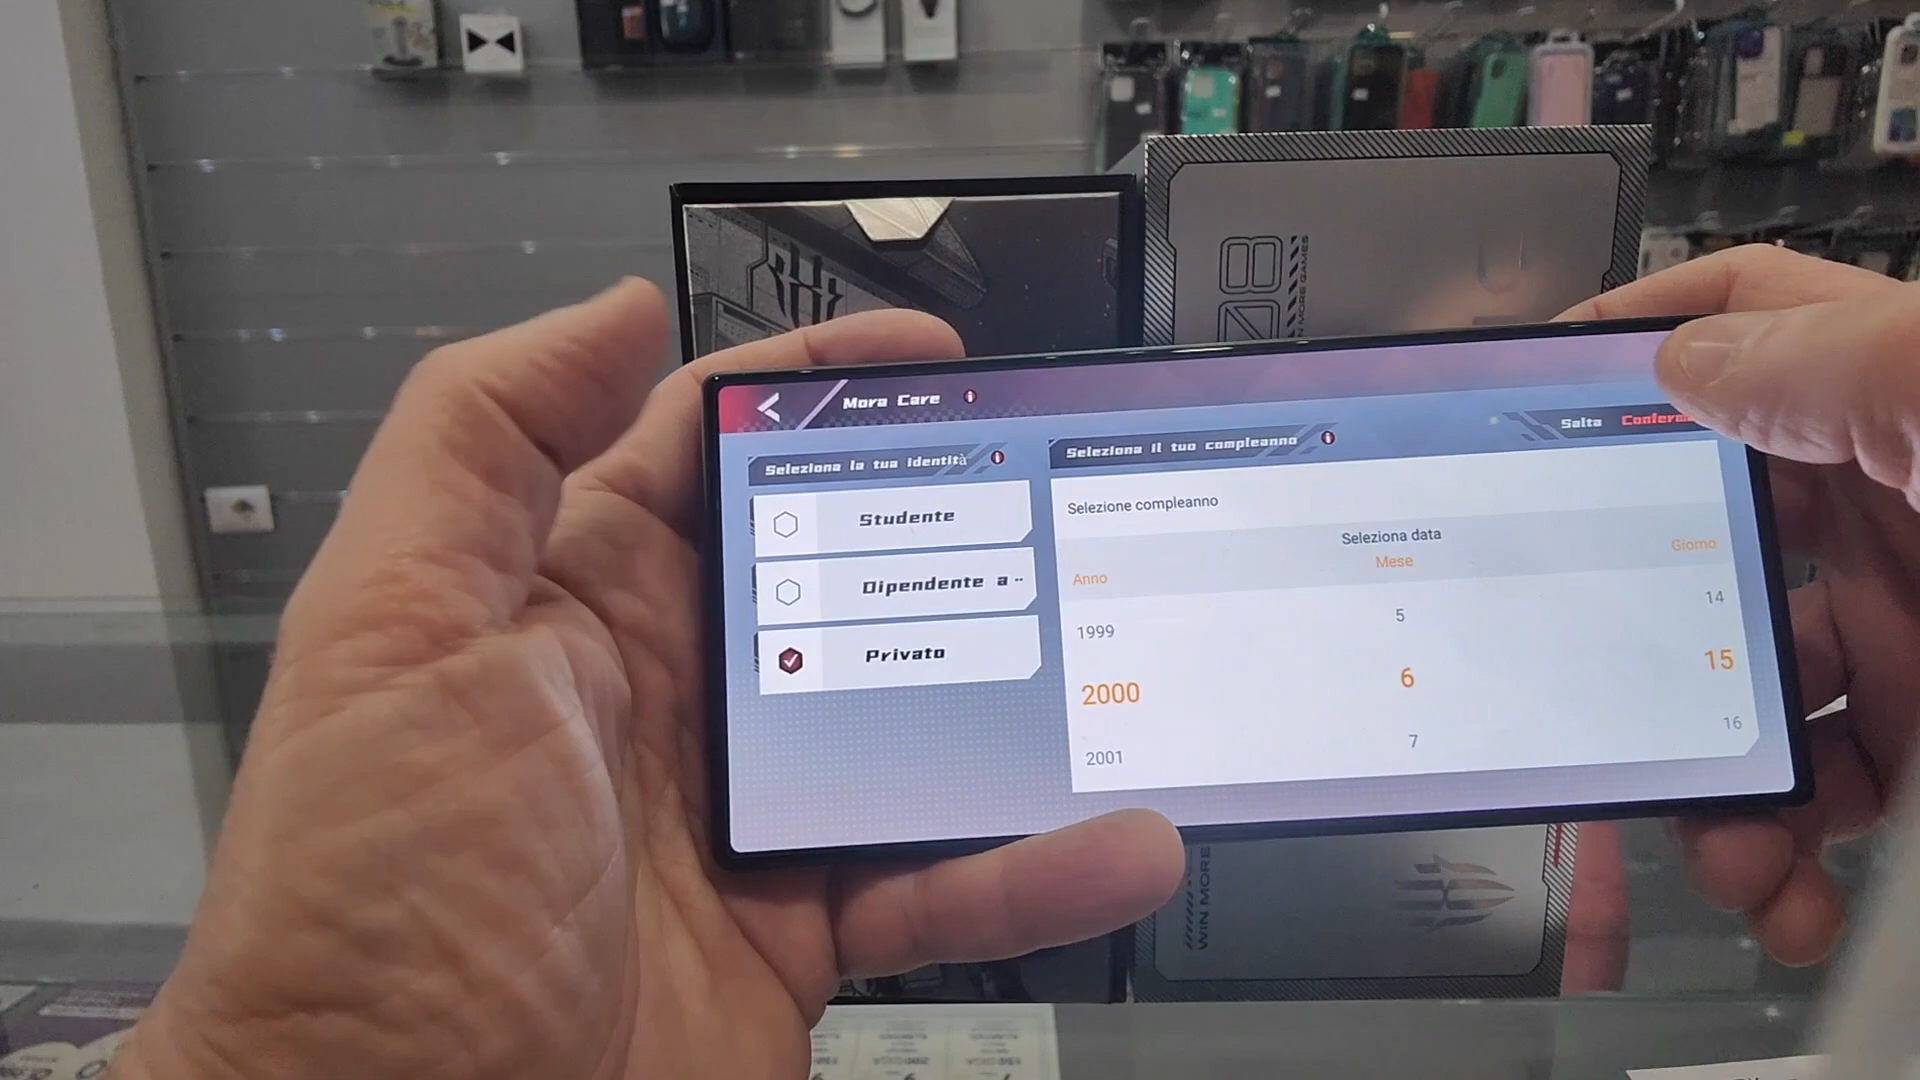 Mora Care
Salta
Seleziona la tua identità
Seleziona il tuo compleanno
Studente
Dipendente a ··
Privato
Selezione compleanno
Seleziona data
Anno
Mese
Giorno
1999
5
14
2000
6
15
2001
7
16
WIN MORE